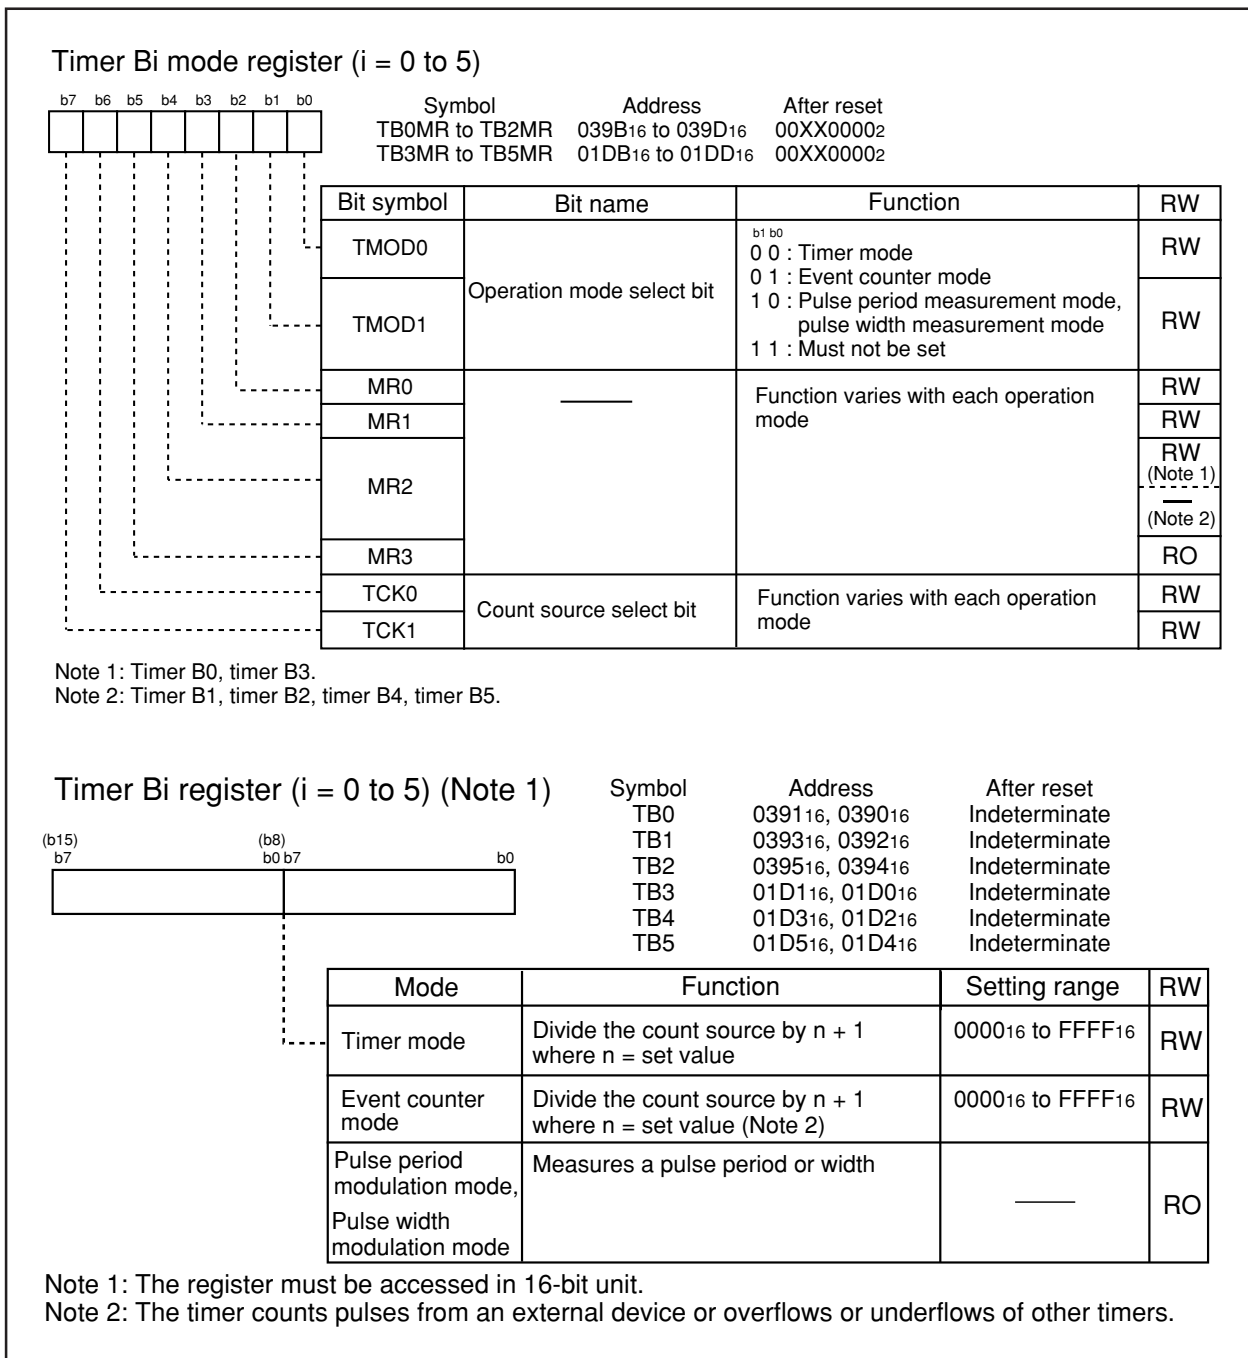 Timer Bi mode register (i = 0 to 5)
b7 b6 b5 b4 b3 b2 b1 b0
Symbol Address After reset
TB0MR to TB2MR 039B16 to 039D16 00XX00002
TB3MR to TB5MR 01DB16 to 01DD16 00XX00002
Bit symbol Bit name Function RW
TMOD0 Operation mode select bit b1 b0
0 0 : Timer mode RW
0 1 : Event counter mode
TMOD1 1 0 : Pulse period measurement mode, RW
pulse width measurement mode
1 1 : Must not be set
MR0 Function varies with each operation RW
MR1 mode RW
MR2 RW
(Note 1)
(Note 2)
MR3 RO
TCK0 Count source select bit Function varies with each operation RW
TCK1 mode RW
Note 1: Timer B0, timer B3.
Note 2: Timer B1, timer B2, timer B4, timer B5.
Timer Bi register (i = 0 to 5) (Note 1)
(b15) (b8)
b7 b0 b7 b0
Symbol Address After reset
TB0 039116, 039016 Indeterminate
TB1 039316, 039216 Indeterminate
TB2 039516, 039416 Indeterminate
TB3 01D116, 01D016 Indeterminate
TB4 01D316, 01D216 Indeterminate
TB5 01D516, 01D416 Indeterminate
Mode Function Setting range RW
Timer mode Divide the count source by n + 1 000016 to FFFF16 RW
where n = set value
Event counter Divide the count source by n + 1 000016 to FFFF16 RW
mode where n = set value (Note 2)
Pulse period Measures a pulse period or width RO
modulation mode,
Pulse width
modulation mode
Note 1: The register must be accessed in 16-bit unit.
Note 2: The timer counts pulses from an external device or overflows or underflows of other timers.